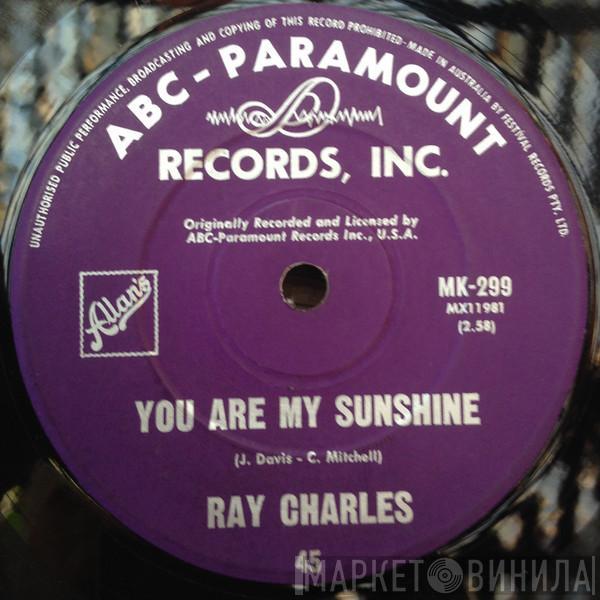 UNAUTHORISED PUBLIC PERFORMANCE, BROADCASTING AND COPYING OF THIS RECORD PROHIBITED-MADE IN AUSTRALIA BY FESTIVAL RECORDS PTY. LTD.
ABC-PARAMOUNT
RECORDS, INC.
Originally Recorded and Licensed by
ABC-Paramount Records Inc., U.S.A.
Allan's
MK-299
MX11981
(2.58)
YOU ARE MY SUNSHINE
(J. Davis - C. Mitchell)
RAY CHARLES
45
МАРКЕТ ВИНИЛА